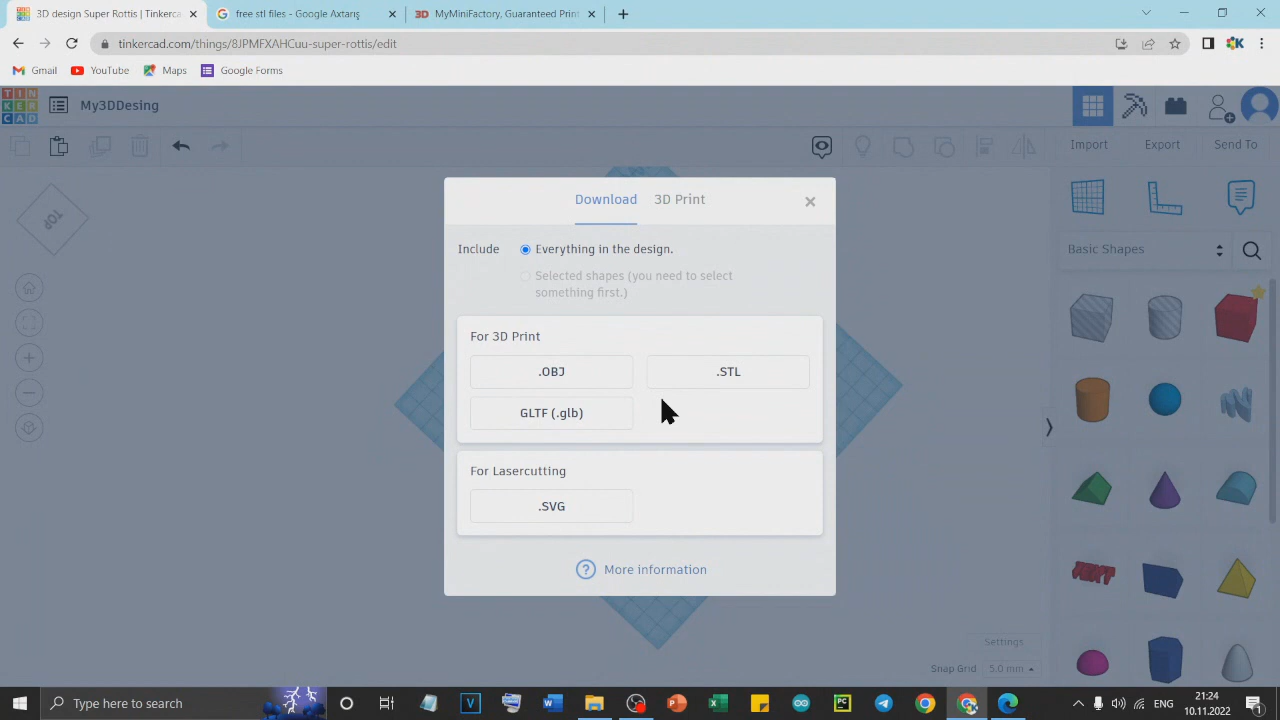 3D design Super Rottis | Tinkerca
free stl files - Google Axtarış
MyMiniFactory, Guaranteed Print
tinkercad.com/things/8JPMFXAHCuu-super-rottis/edit
Gmail
YouTube
Maps
Google Forms
TIN
KER
CAD
My3DDesing
Import
Export
Send To
TOP
Basic Shapes
Download
3D Print
Include
Everything in the design.
Selected shapes (you need to select
something first.)
For 3D Print
.OBJ
.STL
GLTF (.glb)
For Lasercutting
.SVG
More information
TEXT
Settings
Snap Grid
5.0 mm
Type here to search
ENG
21:24
10.11.2022